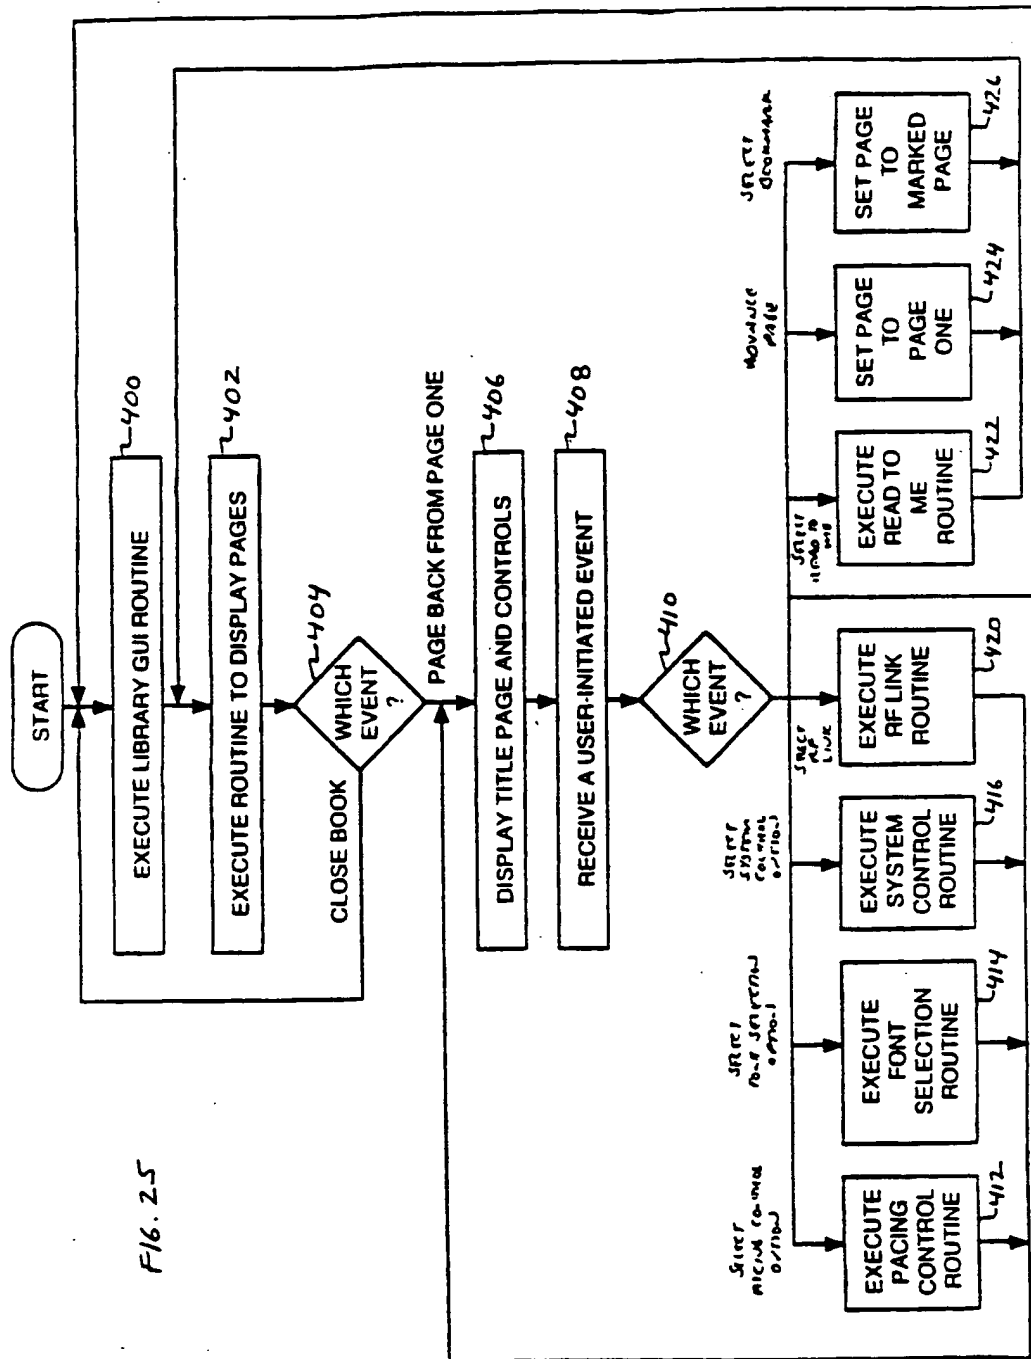 START
EXECUTE LIBRARY GUI ROUTINE
400
EXECUTE ROUTINE TO DISPLAY PAGES
402
WHICH
EVENT
?
404
CLOSE BOOK
PAGE BACK FROM PAGE ONE
DISPLAY TITLE PAGE AND CONTROLS
406
RECEIVE A USER-INITIATED EVENT
408
WHICH
EVENT
?
410
SELECT
PACING CONTROL
OPTION
EXECUTE
PACING
CONTROL
ROUTINE
412
SELECT
FONT SELECTION
OPTION
EXECUTE
FONT
SELECTION
ROUTINE
414
SELECT
SYSTEM
CONTROL
OPTION
EXECUTE
SYSTEM
CONTROL
ROUTINE
416
SELECT
RF
LINK
EXECUTE
RF LINK
ROUTINE
420
SELECT
READ TO
ME
EXECUTE
READ TO
ME
ROUTINE
422
ADVANCE
PAGE
SET PAGE
TO
PAGE
ONE
424
SELECT
BOOKMARK
SET PAGE
TO
MARKED
PAGE
426
FIG. 25